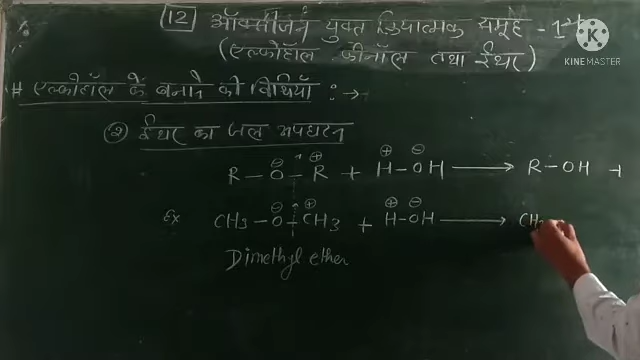 12 ऑक्सीजन युक्त क्रियात्मक समूह - 1
(एल्कोहॉल फीनॉल तथा ईथर)
KINEMASTER
# एल्कोहॉल के बनाने की विधियाँ :→
② ईथर का जल अपघटन
R - O⊖ - R⊕ + H⊕ - OH⊖ → R - OH +
Ex CH3 - O⊖ - CH3⊕ + H⊕ - OH⊖ → CH3
Dimethyl ether